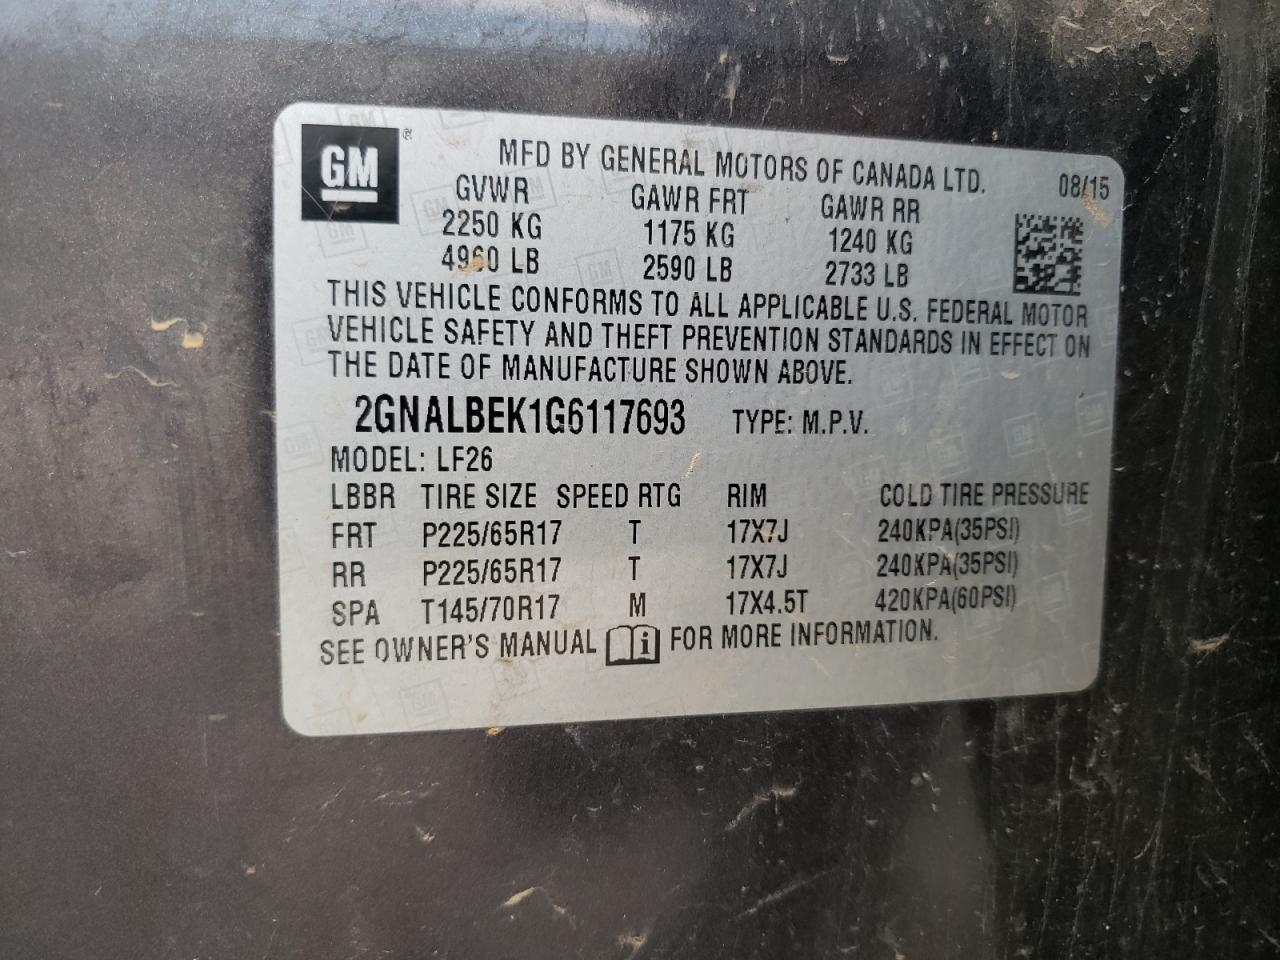 GM®
MFD BY GENERAL MOTORS OF CANADA LTD. 08/15
GVWR GAWR FRT GAWR RR
2250 KG 1175 KG 1240 KG
4960 LB 2590 LB 2733 LB
THIS VEHICLE CONFORMS TO ALL APPLICABLE U.S. FEDERAL MOTOR
VEHICLE SAFETY AND THEFT PREVENTION STANDARDS IN EFFECT ON
THE DATE OF MANUFACTURE SHOWN ABOVE.
2GNALBEK1G6117693 TYPE: M.P.V.
MODEL: LF26
LBBR TIRE SIZE SPEED RTG RIM COLD TIRE PRESSURE
FRT P225/65R17 T 17X7J 240KPA(35PSI)
RR P225/65R17 T 17X7J 240KPA(35PSI)
SPA T145/70R17 M 17X4.5T 420KPA(60PSI)
SEE OWNER'S MANUAL i FOR MORE INFORMATION.